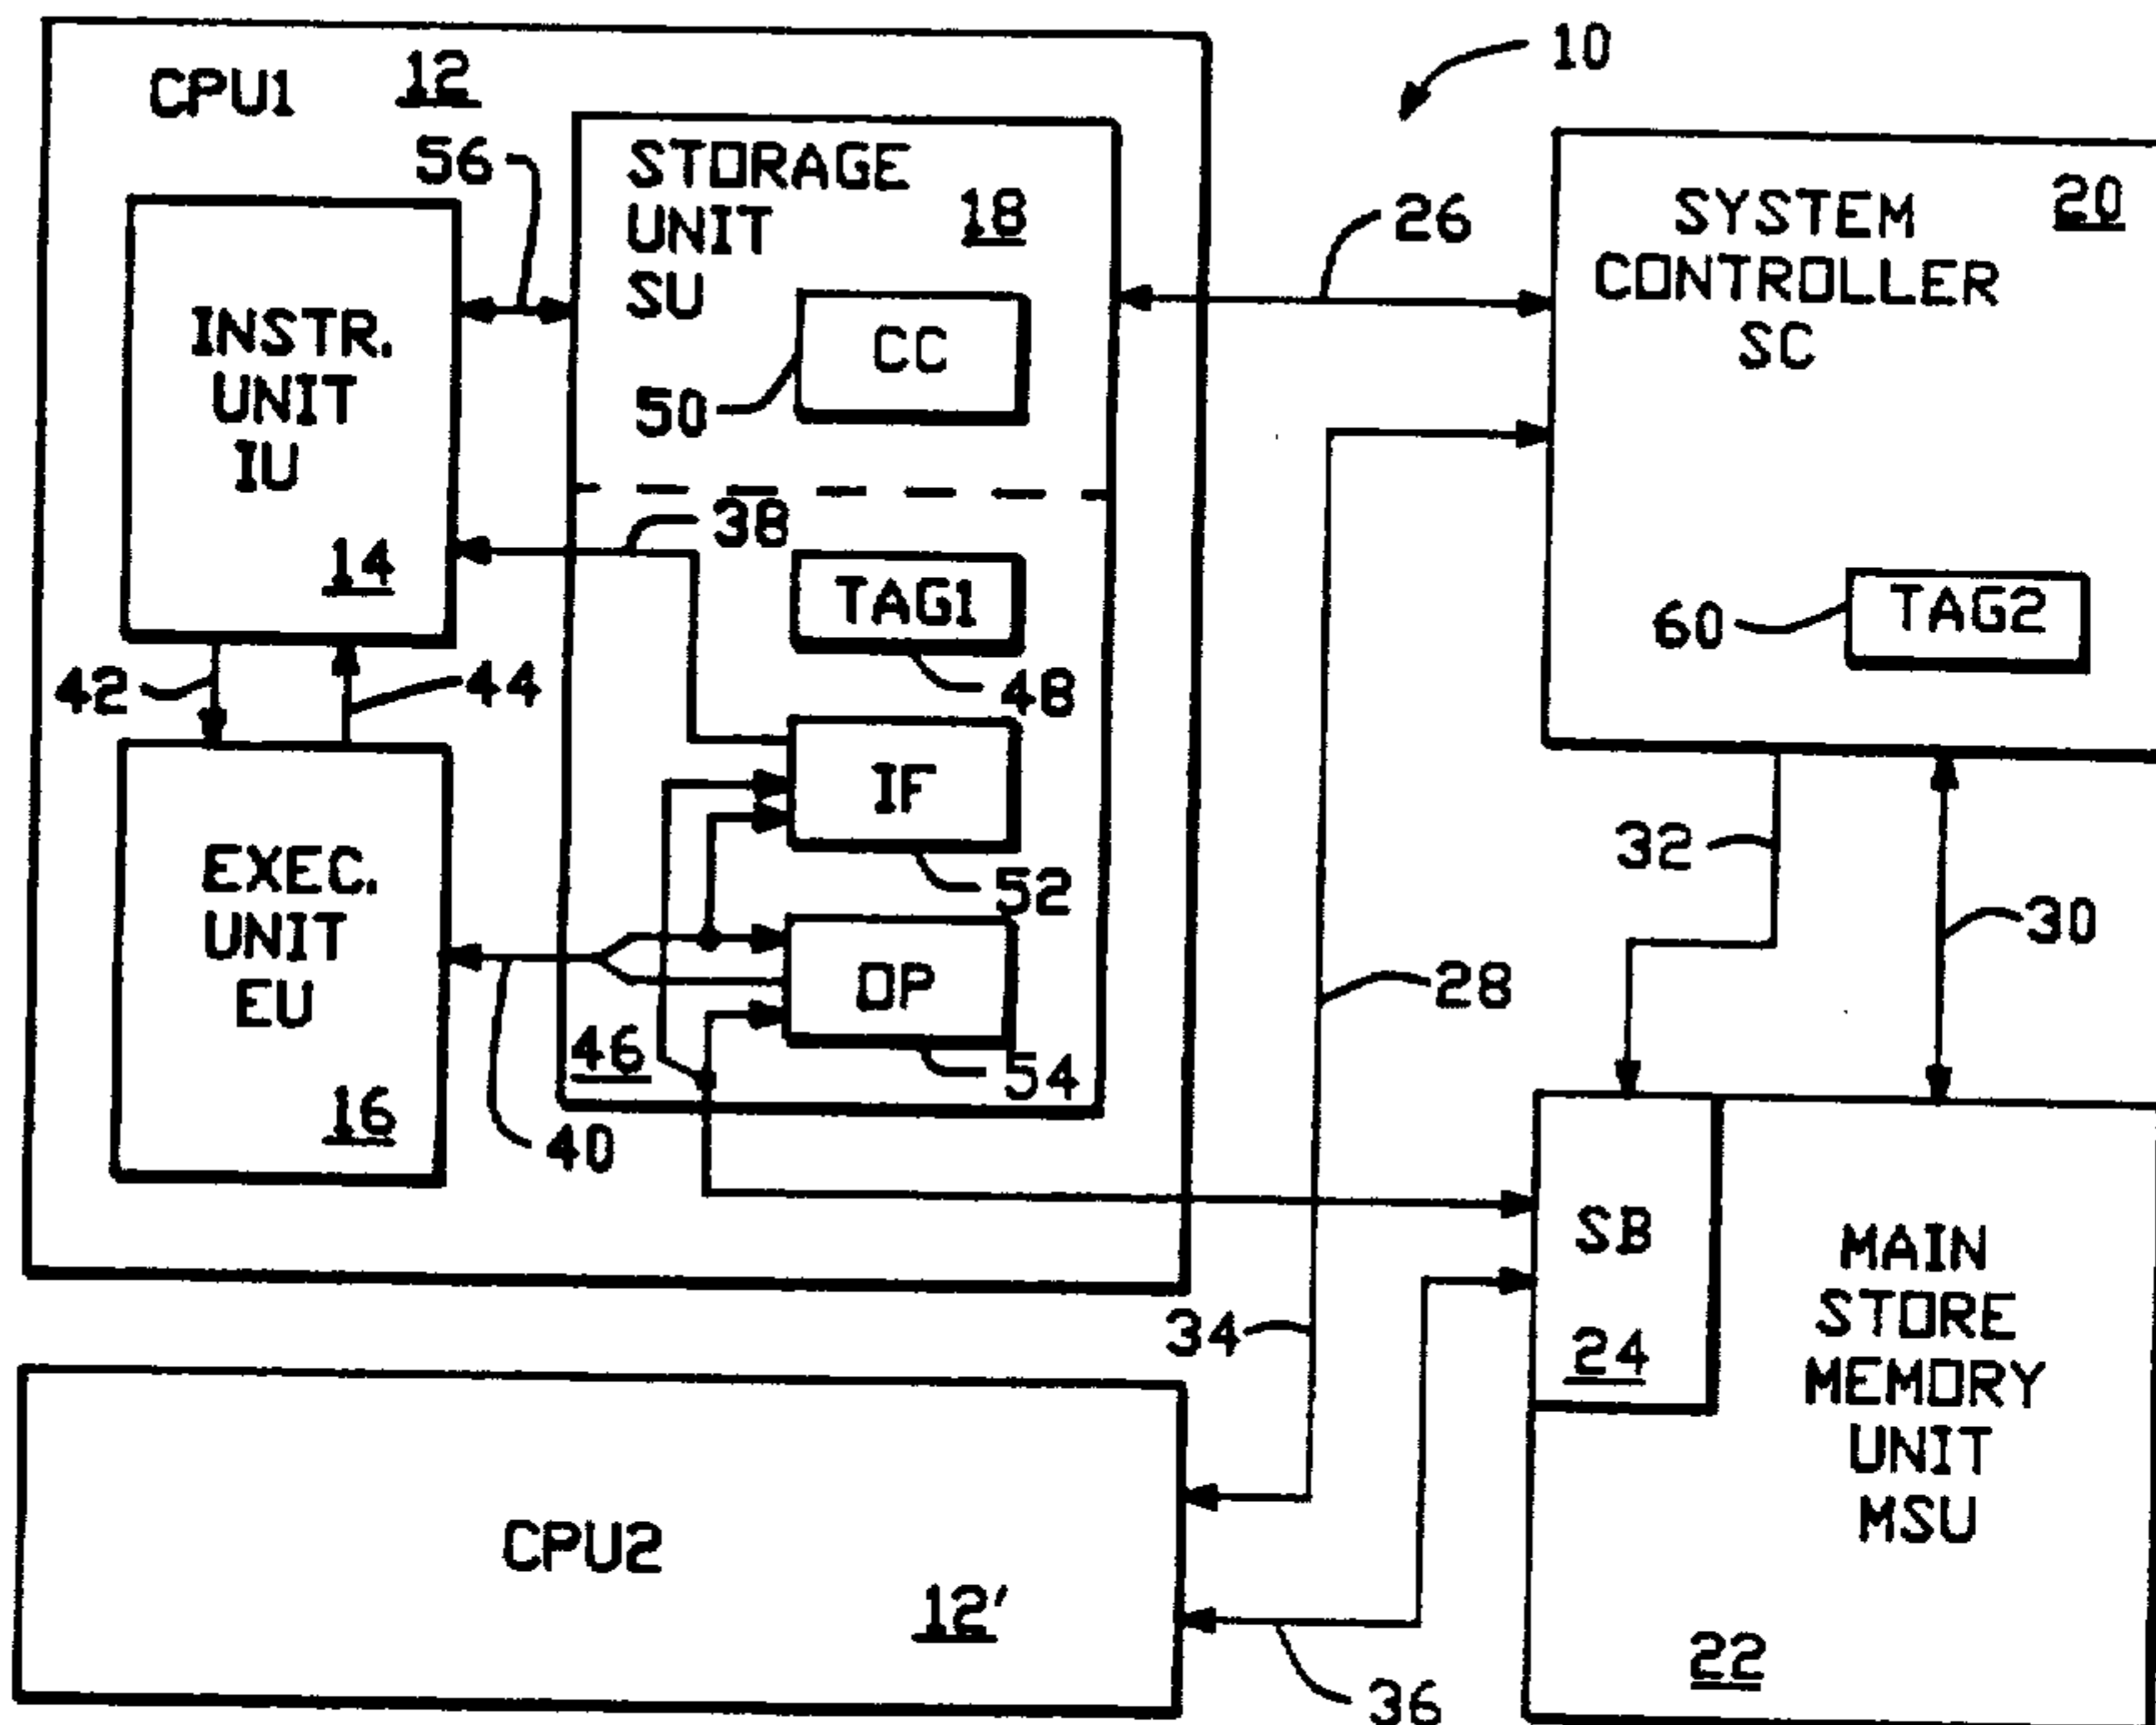 10
CPU1
12
56
STORAGE
UNIT
SU
18
CC
50
INSTR.
UNIT
IU
14
38
TAG1
48
42
44
IF
52
EXEC.
UNIT
EU
16
OP
54
46
40
26
SYSTEM
CONTROLLER
SC
20
TAG2
60
32
30
28
34
SB
24
MAIN
STORE
MEMORY
UNIT
MSU
22
CPU2
12'
36